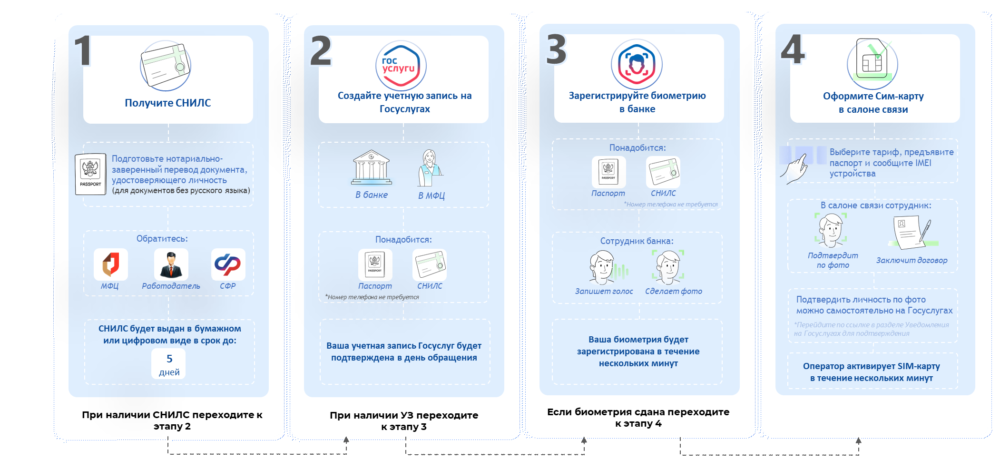 1
Получите СНИЛС
PASSPORT
Подготовьте нотариально-
заверенный перевод документа,
удостоверяющего личность
(для документов без русского языка)
Обратитесь:
МФЦ
Работодатель
СФР
СНИЛС будет выдан в бумажном
или цифровом виде в срок до:
5
дней
При наличии СНИЛС переходите к
этапу 2
2
гос
услуги
Создайте учетную запись на
Госуслугах
В банке
В МФЦ
Понадобится:
PASSPORT
Паспорт
СНИЛС
*Номер телефона не требуется
Ваша учетная запись Госуслуг будет
подтверждена в день обращения
При наличии УЗ переходите
к этапу 3
3
Зарегистрируйте биометрию
в банке
Понадобится:
PASSPORT
Паспорт
СНИЛС
*Номер телефона не требуется
Сотрудник банка:
Запишет голос
Сделает фото
Ваша биометрия будет
зарегистрирована в течение
нескольких минут
Если биометрия сдана переходите
к этапу 4
4
Оформите Сим-карту
в салоне связи
Выберите тариф, предъявите
паспорт и сообщите IMEI
устройства
В салоне связи сотрудник:
Подтвердит
по фото
Заключит договор
Подтвердить личность по фото
можно самостоятельно на Госуслугах
*Перейдите по ссылке в разделе Уведомления
на Госуслугах для подтверждения
Оператор активирует SIM-карту
в течение нескольких минут